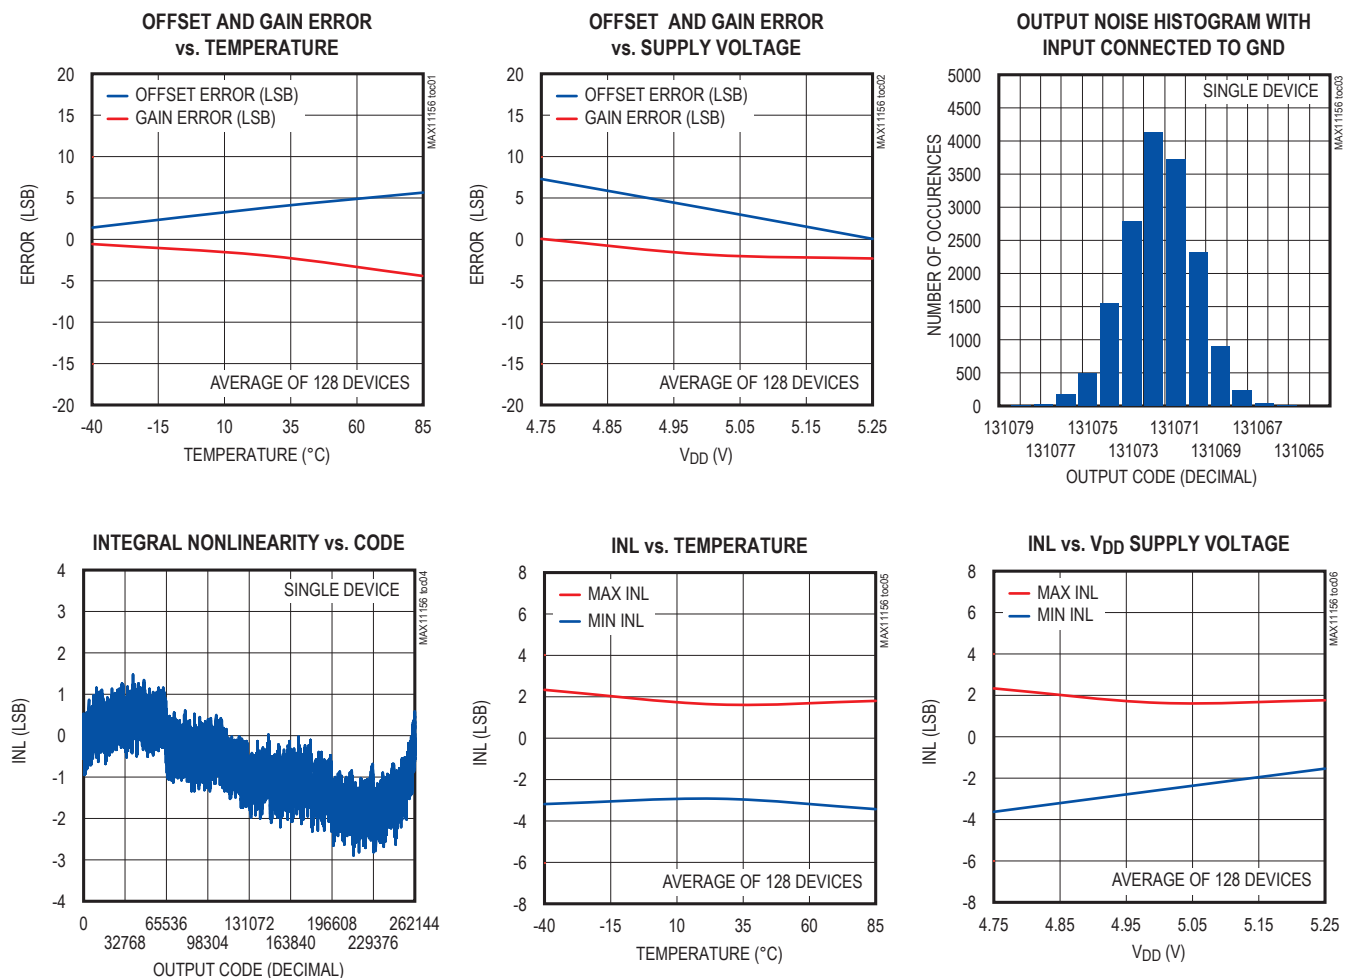 OFFSET AND GAIN ERROR
vs. TEMPERATURE
20
15
10
5
0
-5
-10
-15
-20
ERROR (LSB)
OFFSET ERROR (LSB)
GAIN ERROR (LSB)
MAX11156 toc01
AVERAGE OF 128 DEVICES
-40 -15 10 35 60 85
TEMPERATURE (°C)
OFFSET AND GAIN ERROR
vs. SUPPLY VOLTAGE
20
15
10
5
0
-5
-10
-15
-20
ERROR (LSB)
OFFSET ERROR (LSB)
GAIN ERROR (LSB)
MAX11156 toc02
AVERAGE OF 128 DEVICES
4.75 4.85 4.95 5.05 5.15 5.25
VDD (V)
OUTPUT NOISE HISTOGRAM WITH
INPUT CONNECTED TO GND
5000
4500
4000
3500
3000
2500
2000
1500
1000
500
0
NUMBER OF OCCURENCES
SINGLE DEVICE
MAX11156 toc03
131079 131075 131071 131067
131077 131073 131069 131065
OUTPUT CODE (DECIMAL)
INTEGRAL NONLINEARITY vs. CODE
4
3
2
1
0
-1
-2
-3
-4
INL (LSB)
SINGLE DEVICE
MAX11156 toc04
0 65536 131072 196608 262144
32768 98304 163840 229376
OUTPUT CODE (DECIMAL)
INL vs. TEMPERATURE
8
6
4
2
0
-2
-4
-6
-8
INL (LSB)
MAX INL
MIN INL
MAX11156 toc05
AVERAGE OF 128 DEVICES
-40 -15 10 35 60 85
TEMPERATURE (°C)
INL vs. VDD SUPPLY VOLTAGE
8
6
4
2
0
-2
-4
-6
-8
INL (LSB)
MAX INL
MIN INL
MAX11156 toc06
AVERAGE OF 128 DEVICES
4.75 4.85 4.95 5.05 5.15 5.25
VDD (V)